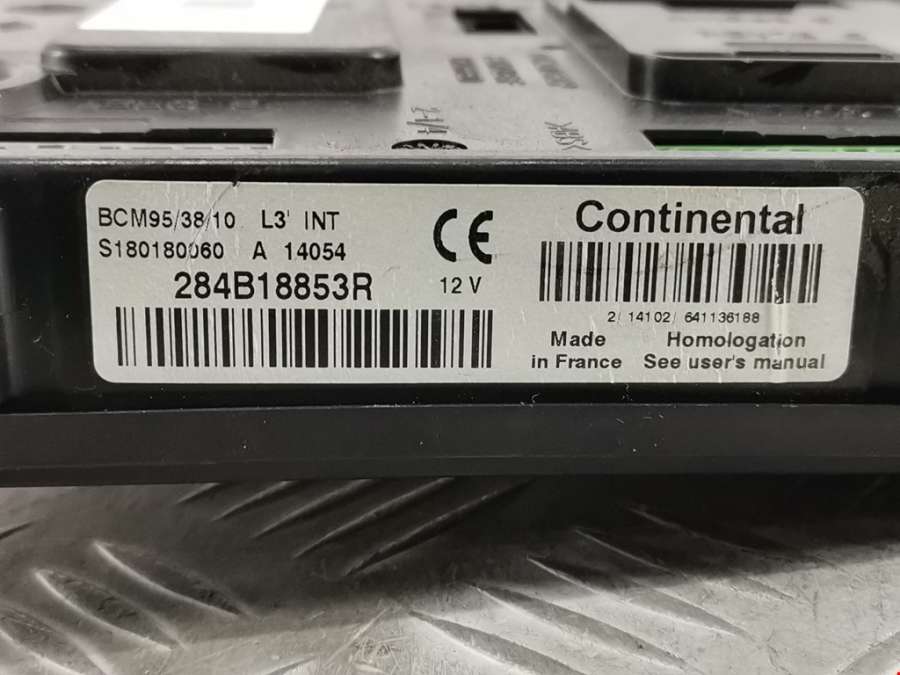 BCM95/38/10 L3' INT
S180180060 A 14054
284B18853R
CE
12 V
Continental
2/ 14102/ 641136188
Made
in France
Homologation
See user's manual